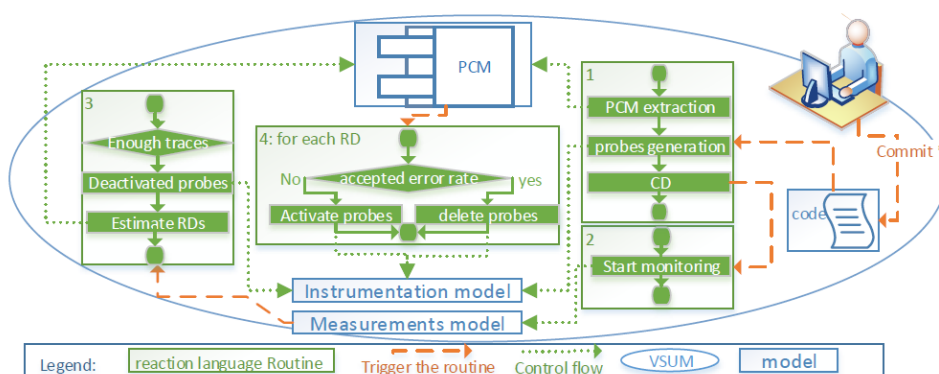 PCM
1
PCM extraction
probes generation
CD
2
Start monitoring
3
Enough traces
Deactivated probes
Estimate RDs
4: for each RD
No
accepted error rate
yes
Activate probes
delete probes
Instrumentation model
Measurements model
Commit
code
Legend:
reaction language Routine
Trigger the routine
Control flow
VSUM
model